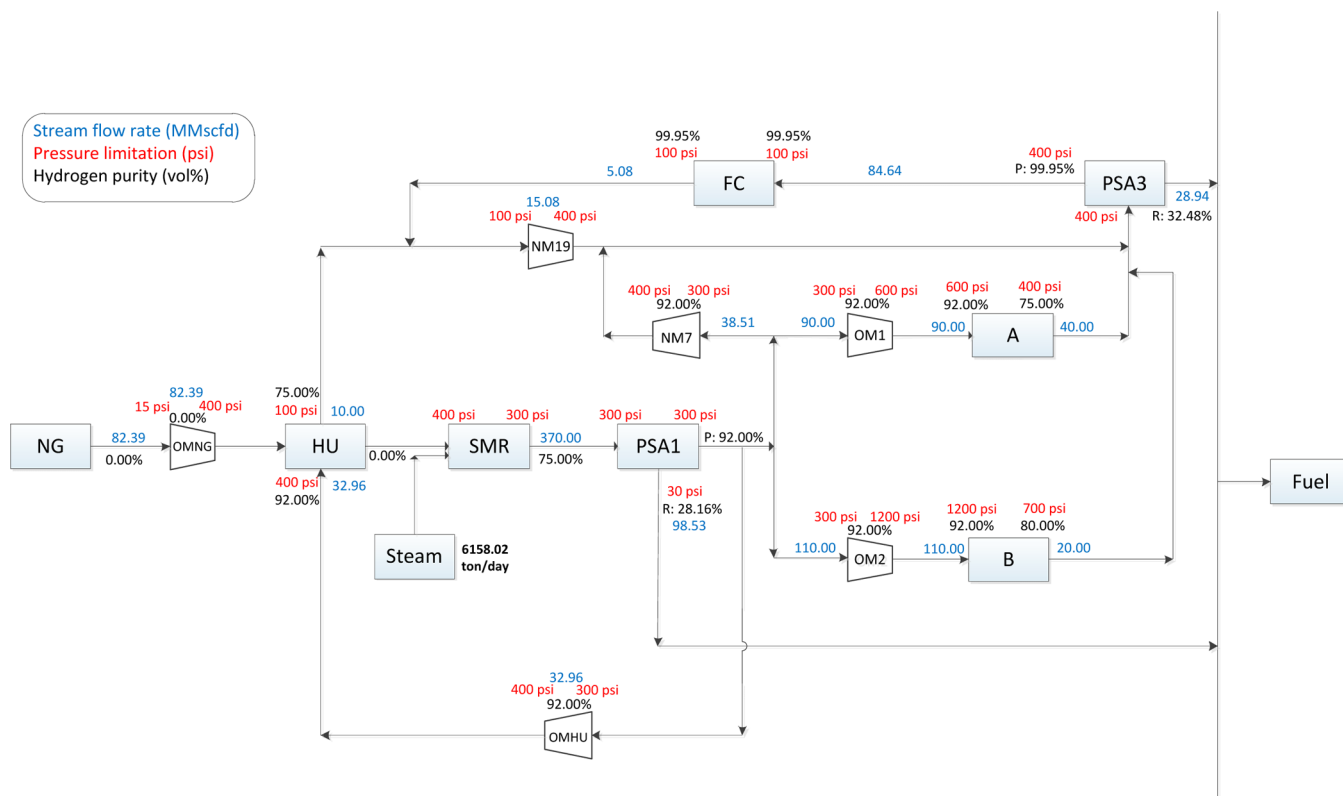 Stream flow rate (MMscfd)
Pressure limitation (psi)
Hydrogen purity (vol%)
99.95%
99.95%
100 psi
100 psi
FC
5.08
84.64
400 psi
P: 99.95%
PSA3
28.94
400 psi
R: 32.48%
15.08
100 psi
400 psi
NM19
400 psi
300 psi
92.00%
NM7
38.51
300 psi
600 psi
92.00%
90.00
OM1
600 psi
400 psi
92.00%
75.00%
90.00
A
40.00
82.39
15 psi
400 psi
0.00%
NG
82.39
0.00%
OMNG
75.00%
100 psi
10.00
HU
400 psi
32.96
92.00%
0.00%
400 psi
300 psi
SMR
370.00
75.00%
300 psi
300 psi
PSA1
P: 92.00%
30 psi
R: 28.16%
98.53
Fuel
300 psi
1200 psi
92.00%
110.00
OM2
1200 psi
700 psi
92.00%
80.00%
110.00
B
20.00
Steam
6158.02
ton/day
32.96
400 psi
300 psi
92.00%
OMHU